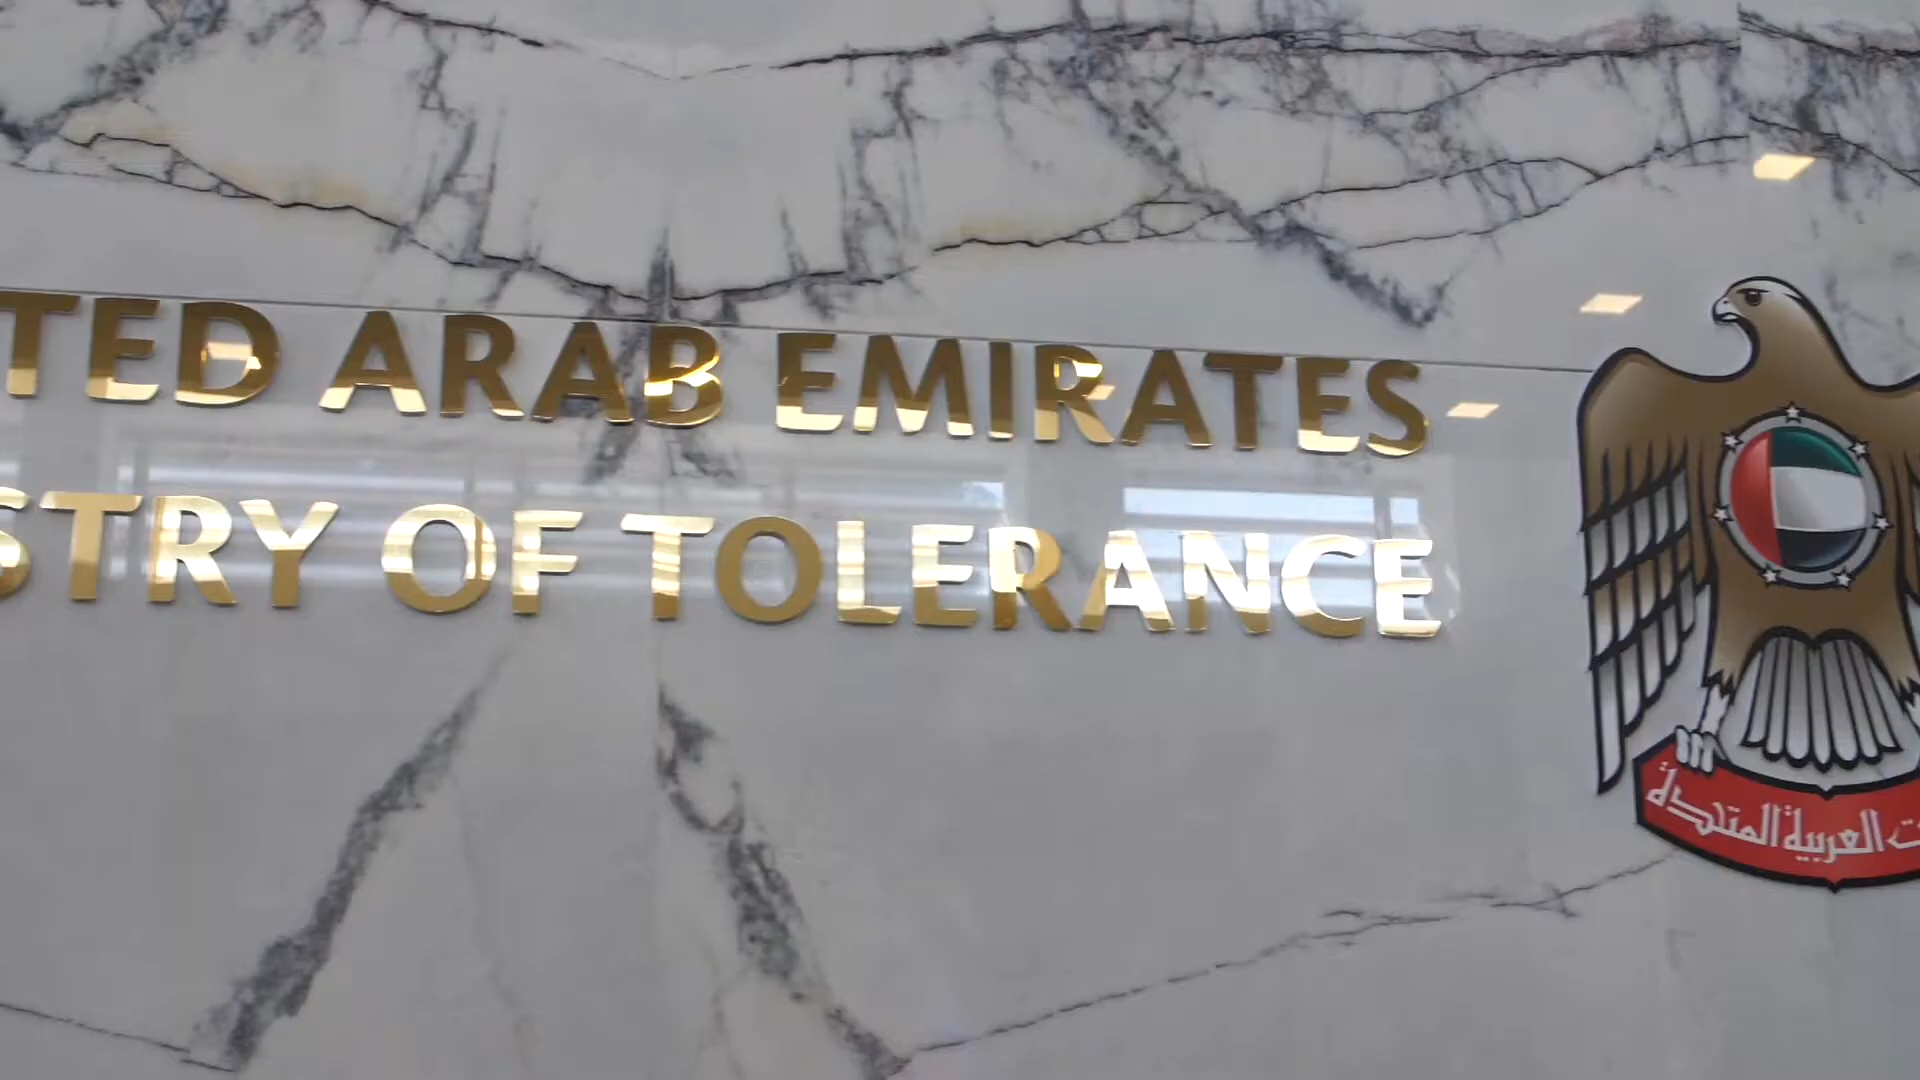 TED ARAB EMIRATES
STRY OF TOLERANCE
ت العربية المتحدة